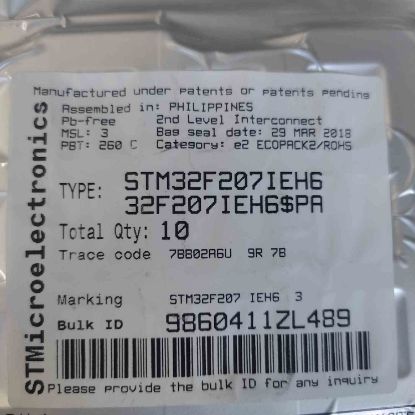 Manufactured under patents or patents pending
Assembled in: PHILIPPINES
Pb-free 2nd Level Interconnect
MSL: 3 Bag seal date: 29 MAR 2018
PBT: 260 C Category: e2 ECOPACK2/ROHS
STMicroelectronics
TYPE: STM32F207IEH6
32F207IEH6$PA
Total Qty: 10
Trace code 78802A6U 9R 7B
Marking STM32F207 IEH6 3
Bulk ID 9860411ZL489
Please provide the bulk ID for any inquiry